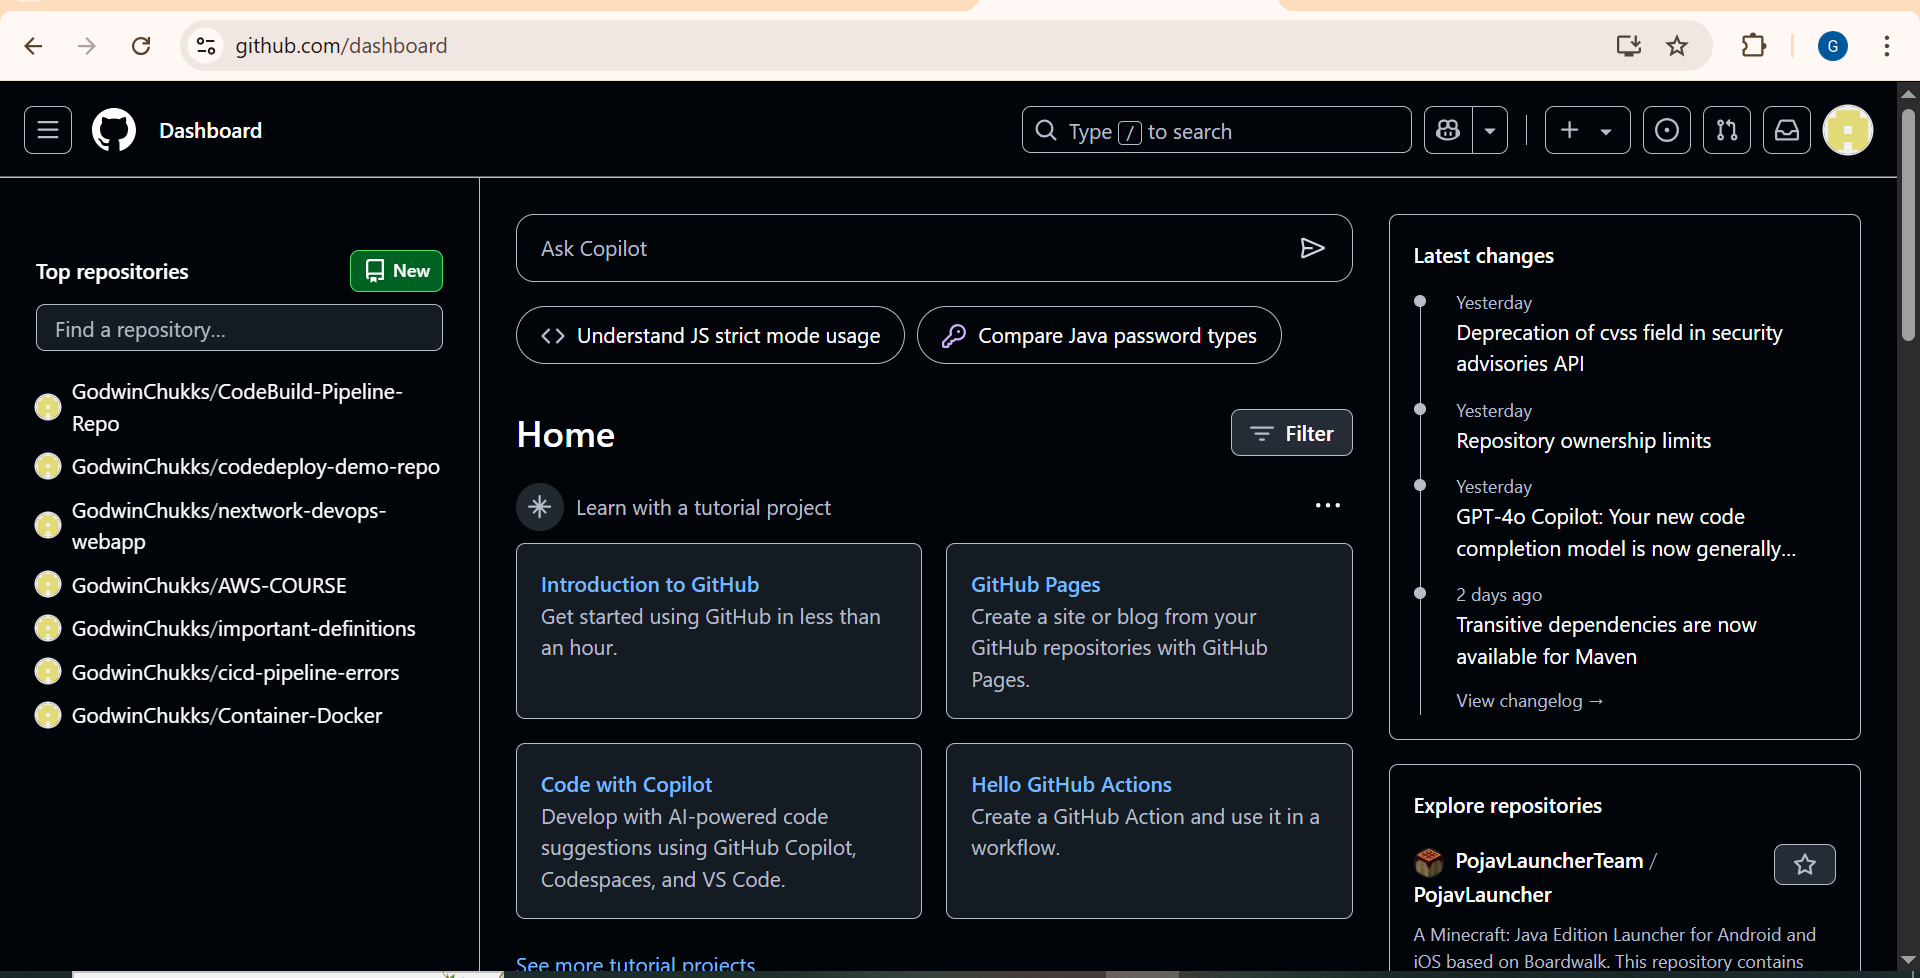 github.com/dashboard
G
Dashboard
Type / to search
Top repositories
New
Find a repository...
GodwinChukks/CodeBuild-Pipeline-
Repo
GodwinChukks/codedeploy-demo-repo
GodwinChukks/nextwork-devops-
webapp
GodwinChukks/AWS-COURSE
GodwinChukks/important-definitions
GodwinChukks/cicd-pipeline-errors
GodwinChukks/Container-Docker
Ask Copilot
Understand JS strict mode usage
Compare Java password types
Home
Filter
Learn with a tutorial project
Introduction to GitHub
Get started using GitHub in less than
an hour.
GitHub Pages
Create a site or blog from your
GitHub repositories with GitHub
Pages.
Code with Copilot
Develop with AI-powered code
suggestions using GitHub Copilot,
Codespaces, and VS Code.
Hello GitHub Actions
Create a GitHub Action and use it in a
workflow.
See more tutorial projects
Latest changes
Yesterday
Deprecation of cvss field in security
advisories API
Yesterday
Repository ownership limits
Yesterday
GPT-4o Copilot: Your new code
completion model is now generally...
2 days ago
Transitive dependencies are now
available for Maven
View changelog →
Explore repositories
PojavLauncherTeam /
PojavLauncher
A Minecraft: Java Edition Launcher for Android and
iOS based on Boardwalk. This repository contains